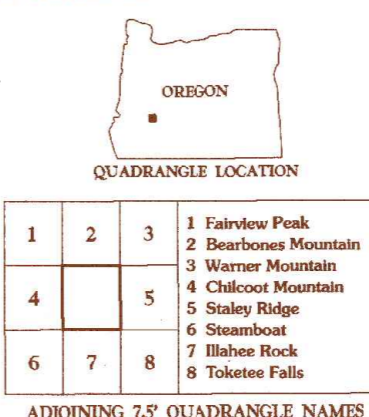 OREGON
QUADRANGLE LOCATION
1 2 3
4 5
6 7 8
1 Fairview Peak
2 Bearbones Mountain
3 Warner Mountain
4 Chilcoot Mountain
5 Staley Ridge
6 Steamboat
7 Illahee Rock
8 Toketee Falls
ADJOINING 7.5' QUADRANGLE NAMES